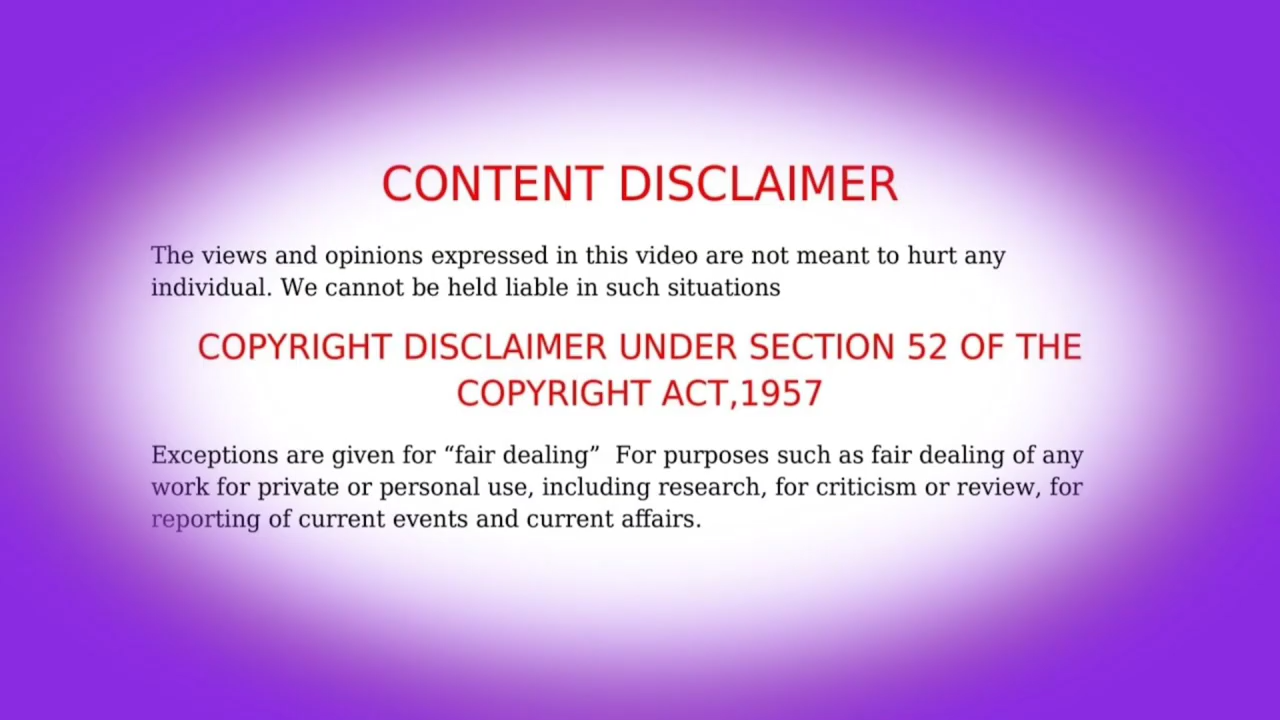 CONTENT DISCLAIMER
The views and opinions expressed in this video are not meant to hurt any
individual. We cannot be held liable in such situations
COPYRIGHT DISCLAIMER UNDER SECTION 52 OF THE
COPYRIGHT ACT,1957
Exceptions are given for “fair dealing”  For purposes such as fair dealing of any
work for private or personal use, including research, for criticism or review, for
reporting of current events and current affairs.